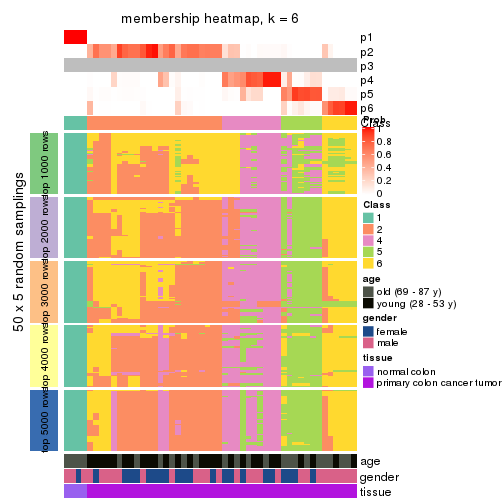 membership heatmap, k = 6
p1
p2
p3
p4
p5
p6
Class
50 x 5 random samplings
top 1000 rows
top 2000 rows
top 3000 rows
top 4000 rows
top 5000 rows
Prob
1
0.8
0.6
0.4
0.2
0
Class
1
2
4
5
6
age
old (69 - 87 y)
young (28 - 53 y)
gender
female
male
tissue
normal colon
primary colon cancer tumor
age
gender
tissue